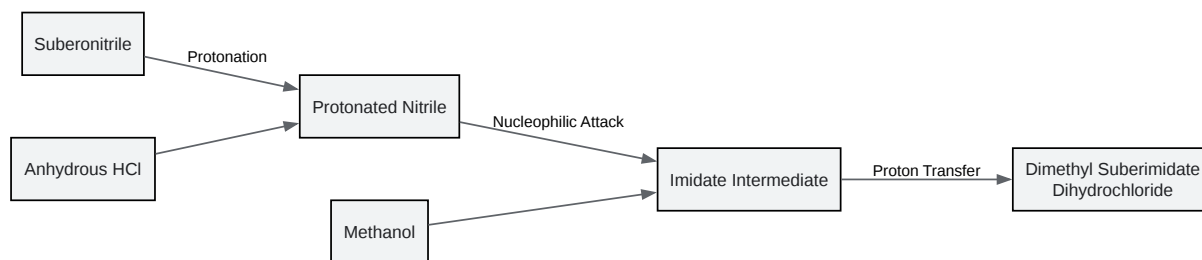 Suberonitrile
Protonation
Anhydrous HCl
Protonated Nitrile
Nucleophilic Attack
Methanol
Imidate Intermediate
Proton Transfer
Dimethyl Suberimidate
Dihydrochloride